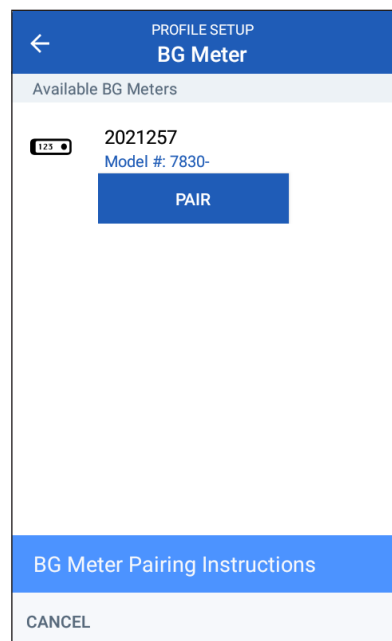 PROFILE SETUP
BG Meter
Available BG Meters
123
2021257
Model #: 7830-
PAIR
BG Meter Pairing Instructions
CANCEL